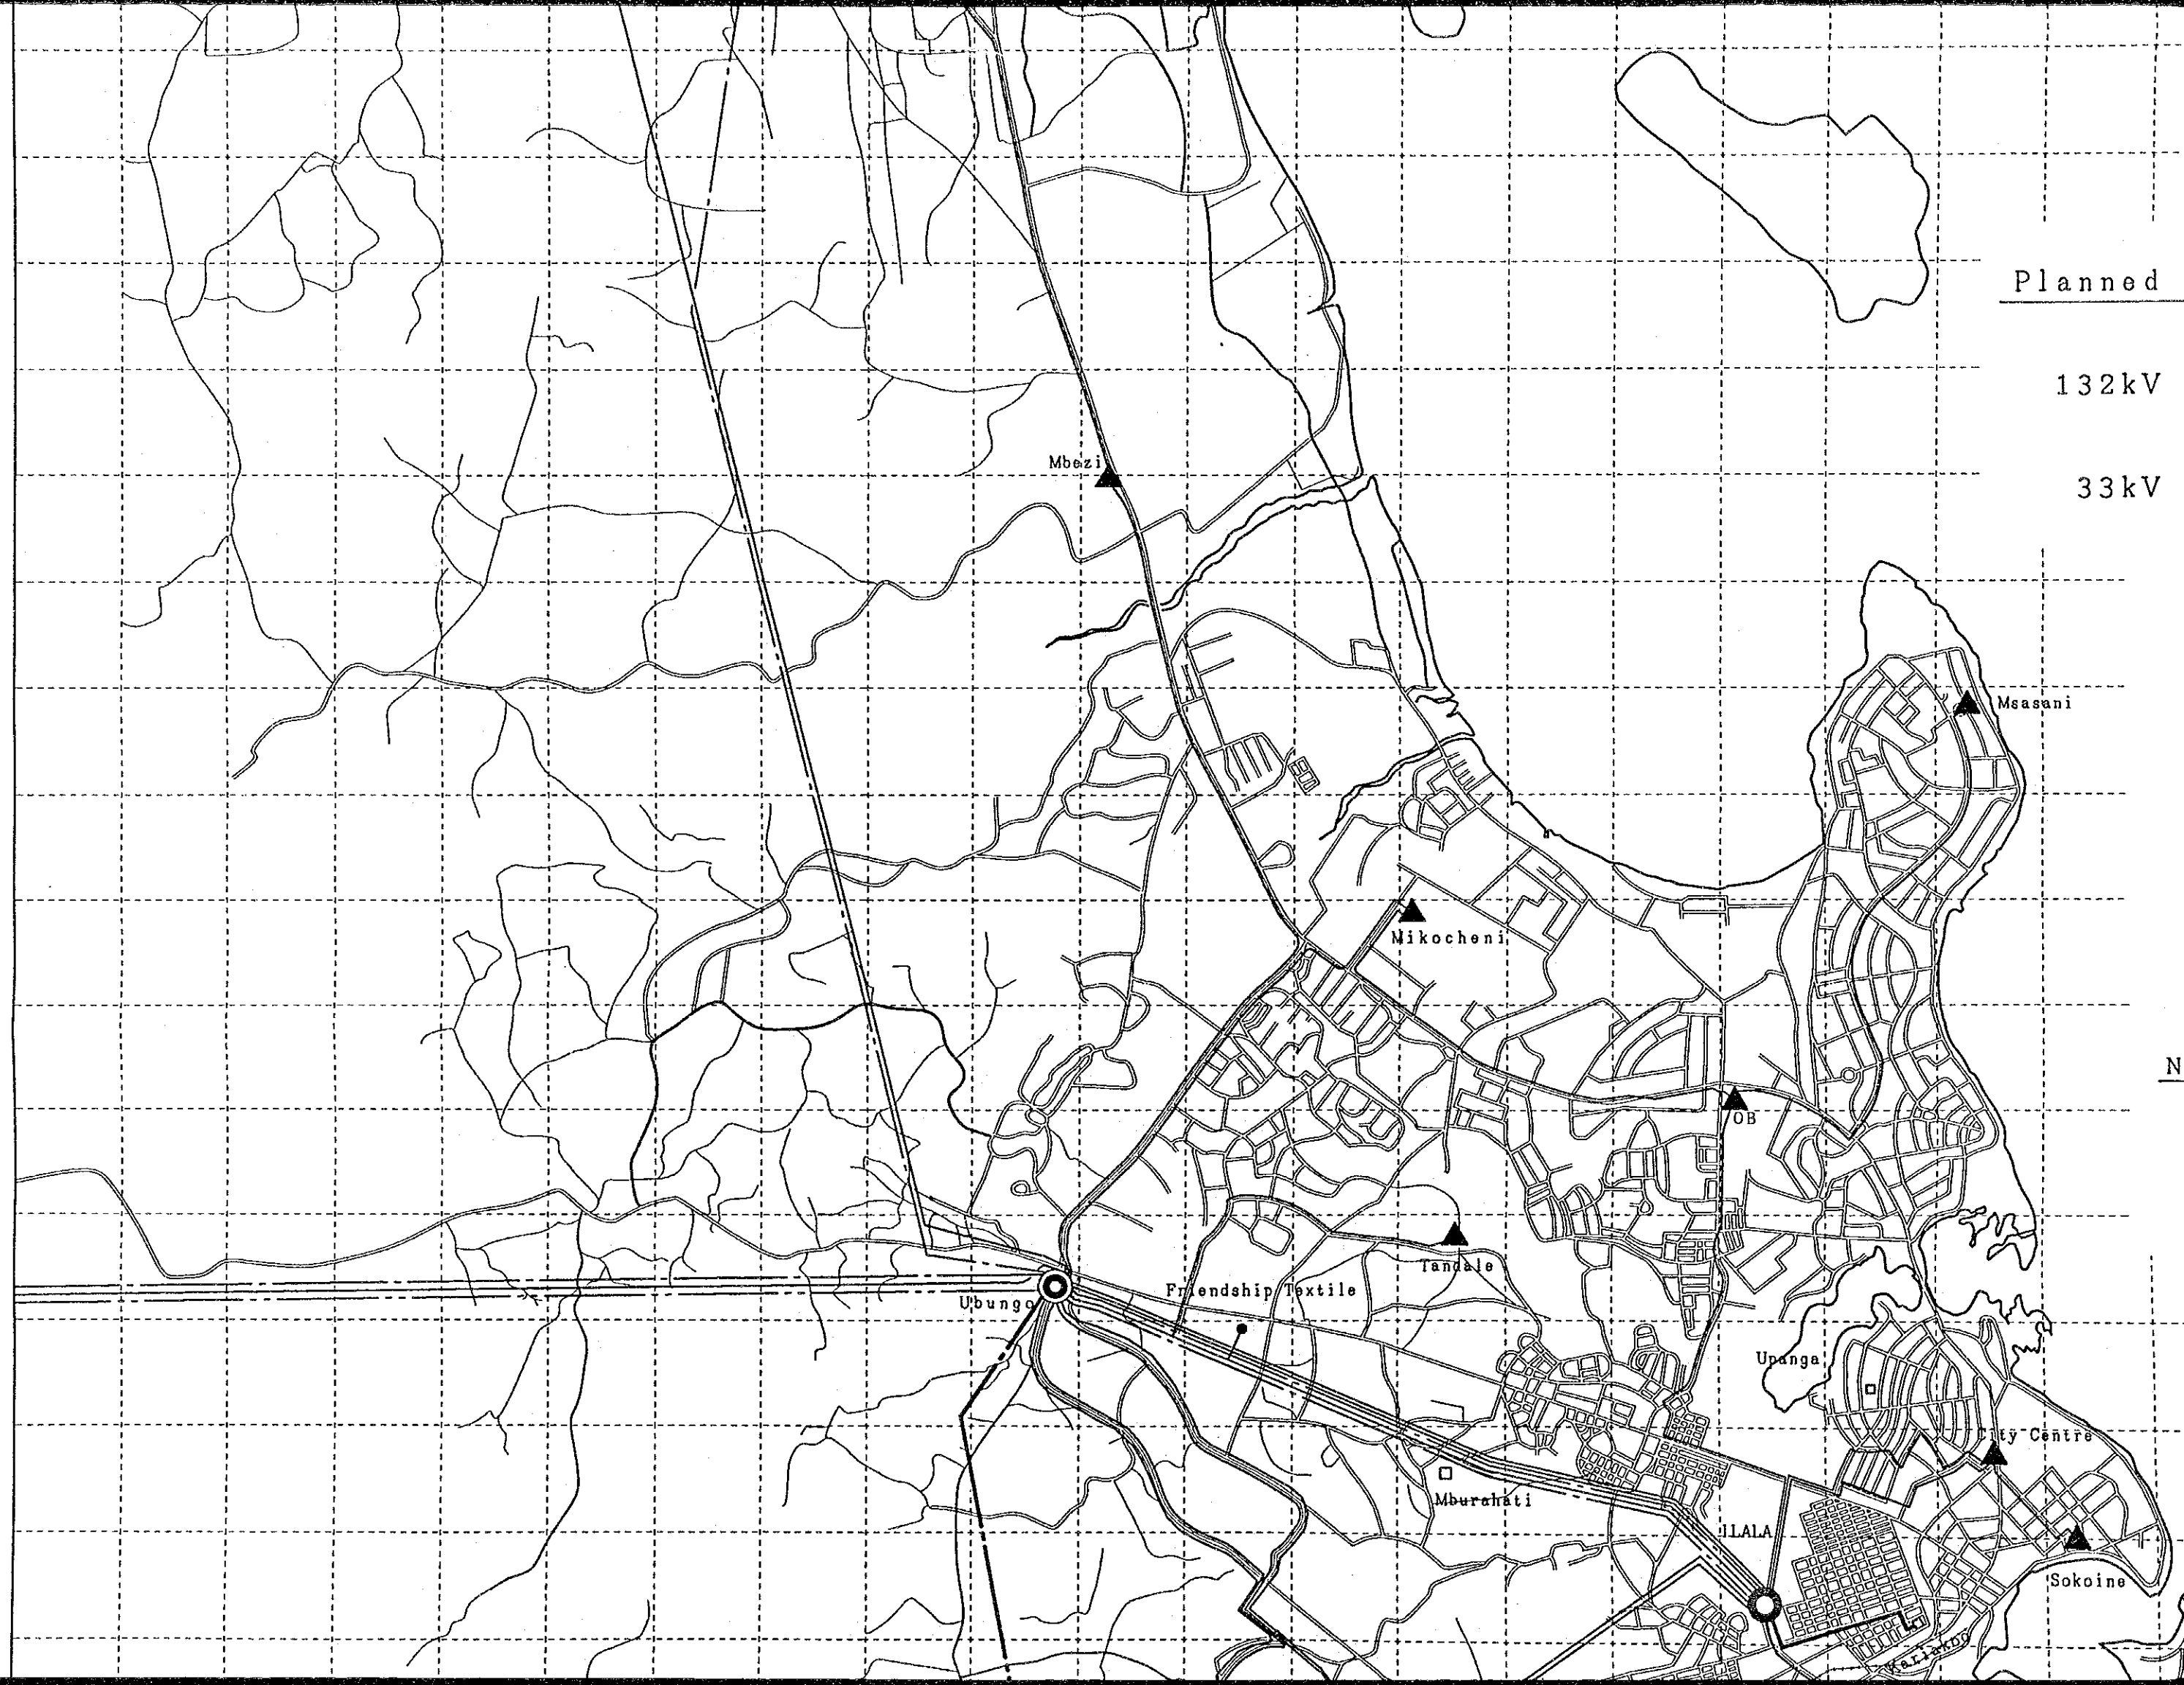 Planned
132kV
Mbezi
33kV
Msasani
Mikocheni
N
OB
Tandale
Friendship Textile
Ubungo
Upanga
City Centre
Mburahati
ILALA
Sokoine
Kariakoo